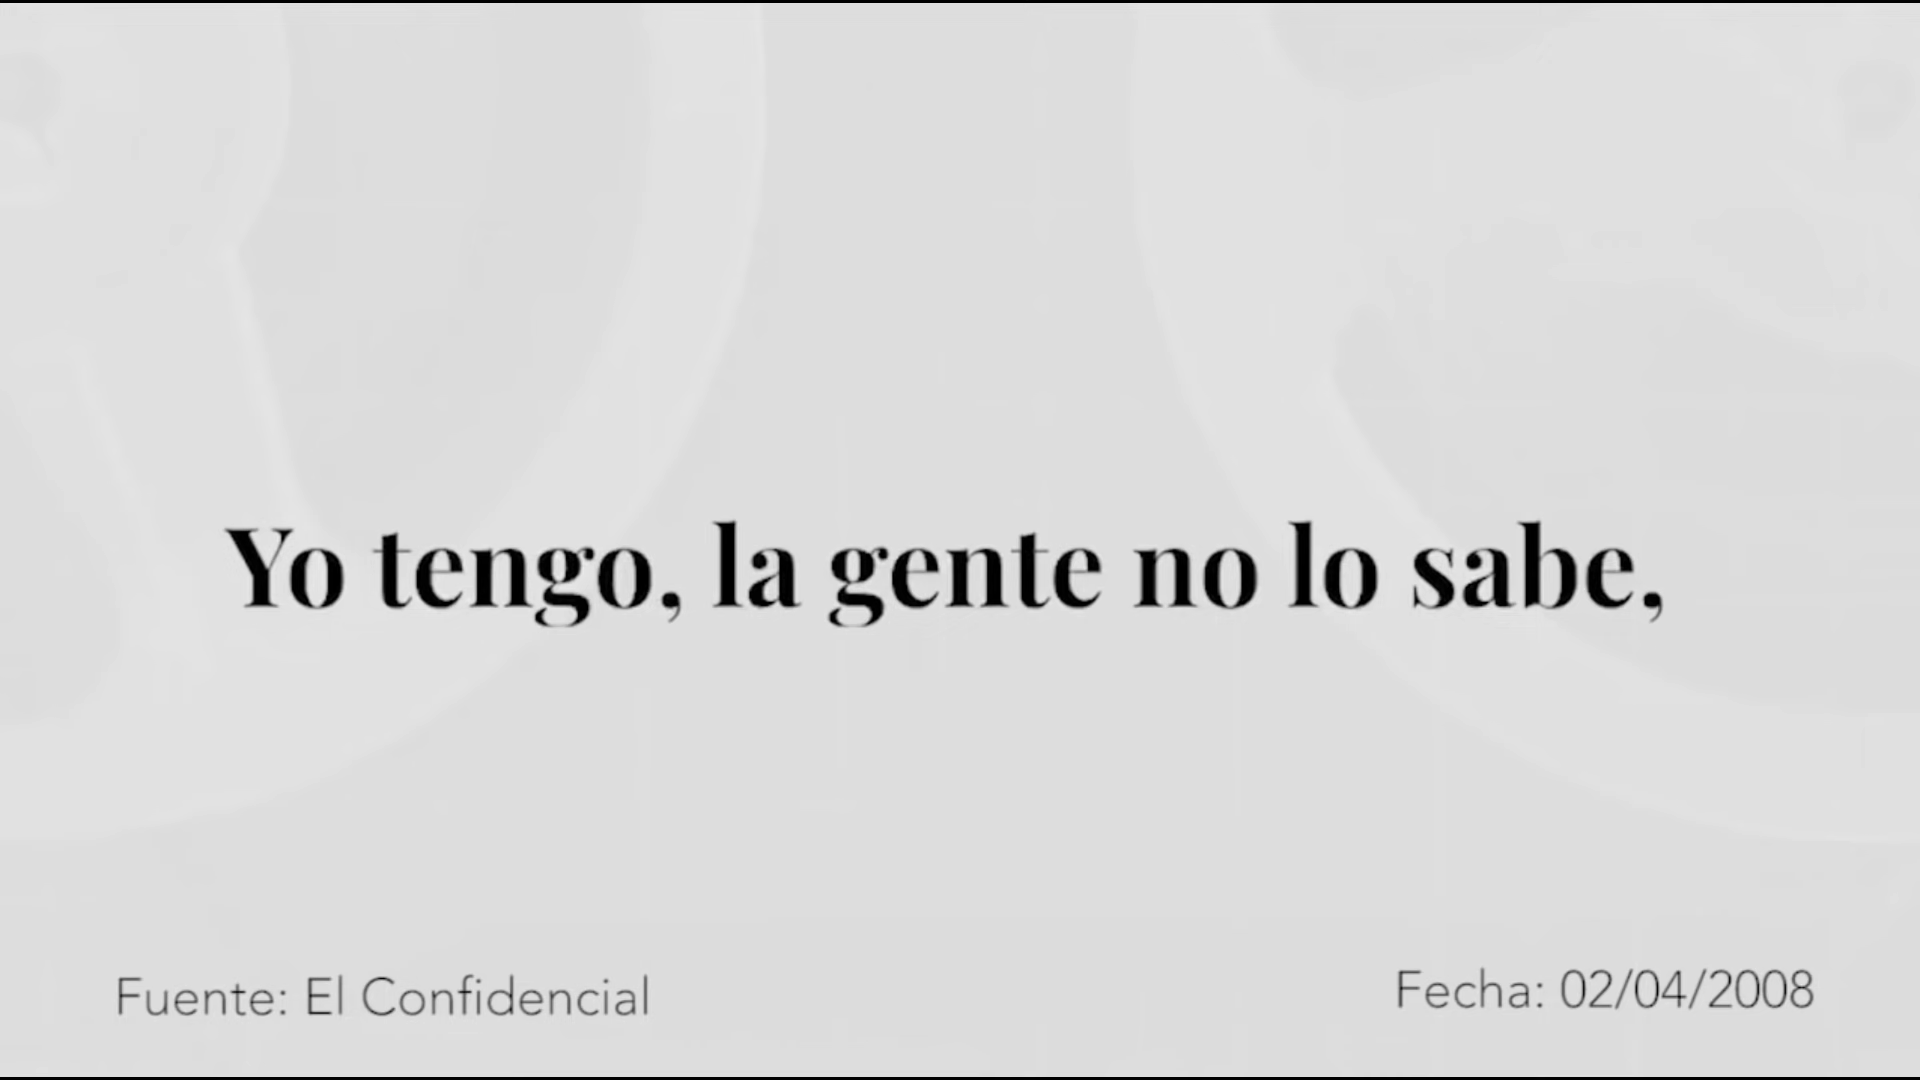 Yo tengo, la gente no lo sabe,
Fuente: El Confidencial
Fecha: 02/04/2008